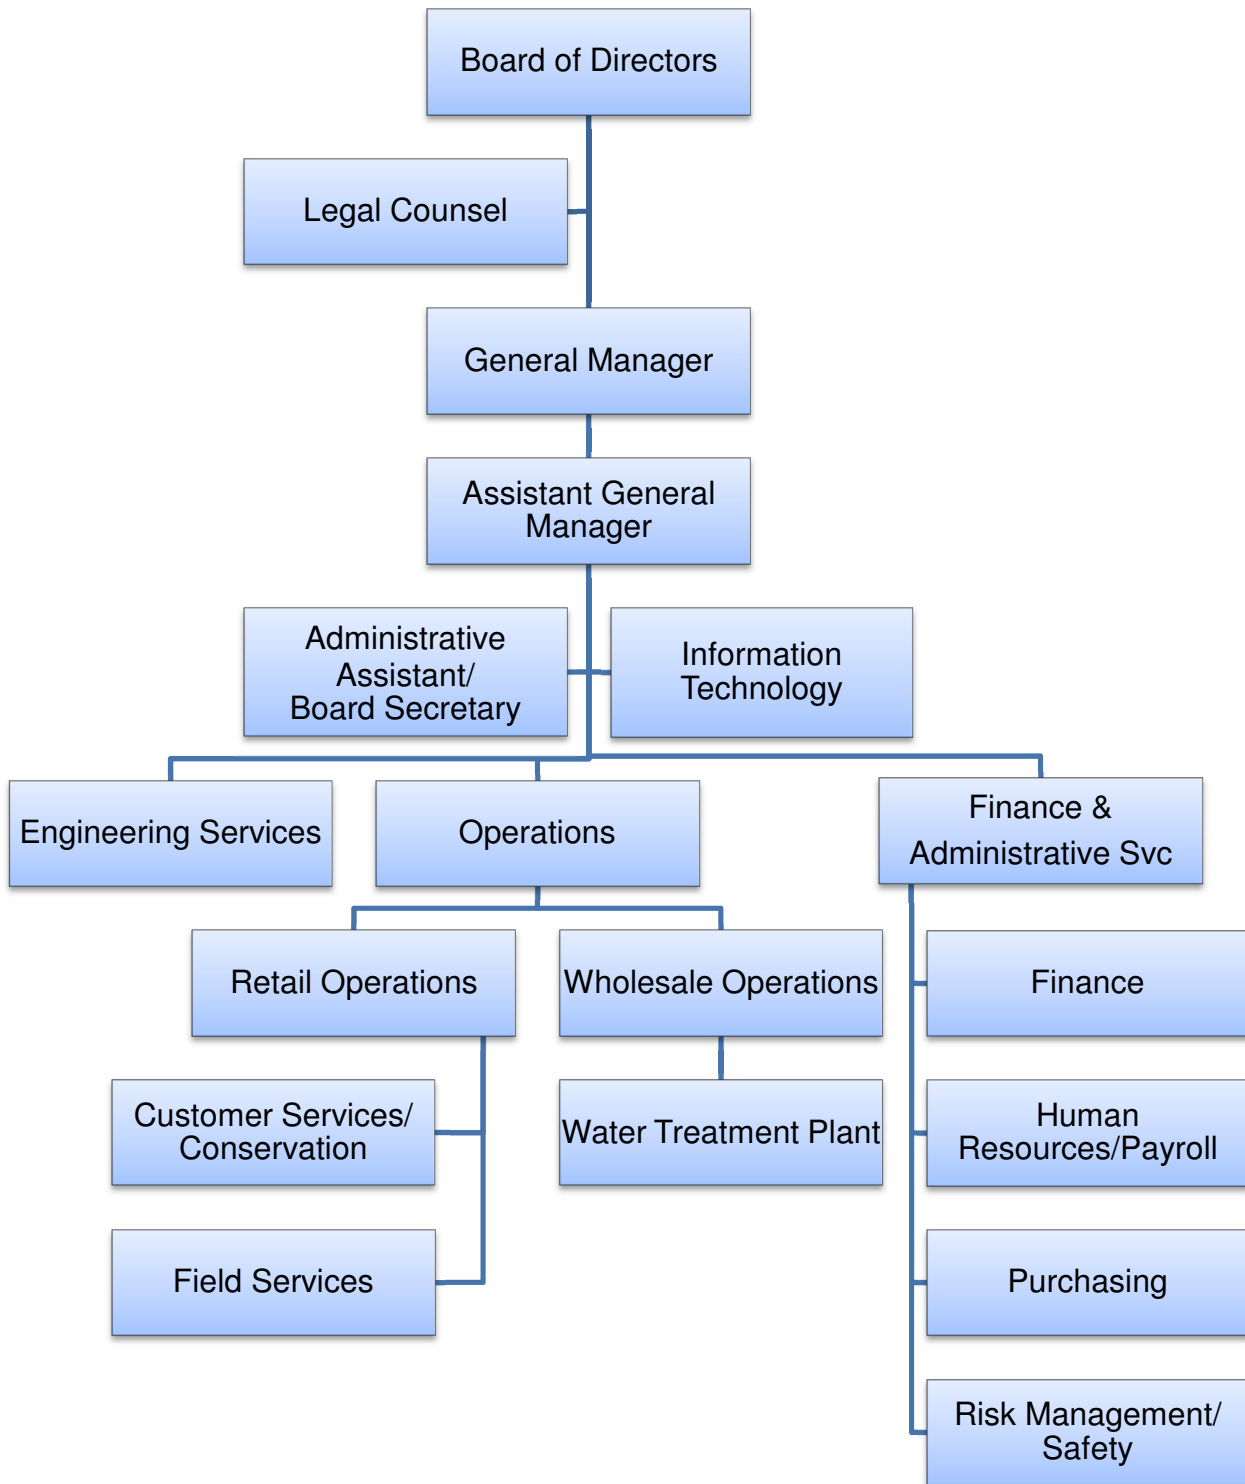 Board of Directors
Legal Counsel
General Manager
Assistant General
Manager
Administrative
Assistant/
Board Secretary
Information
Technology
Engineering Services
Operations
Finance &
Administrative Svc
Retail Operations
Wholesale Operations
Finance
Customer Services/
Conservation
Water Treatment Plant
Human
Resources/Payroll
Field Services
Purchasing
Risk Management/
Safety